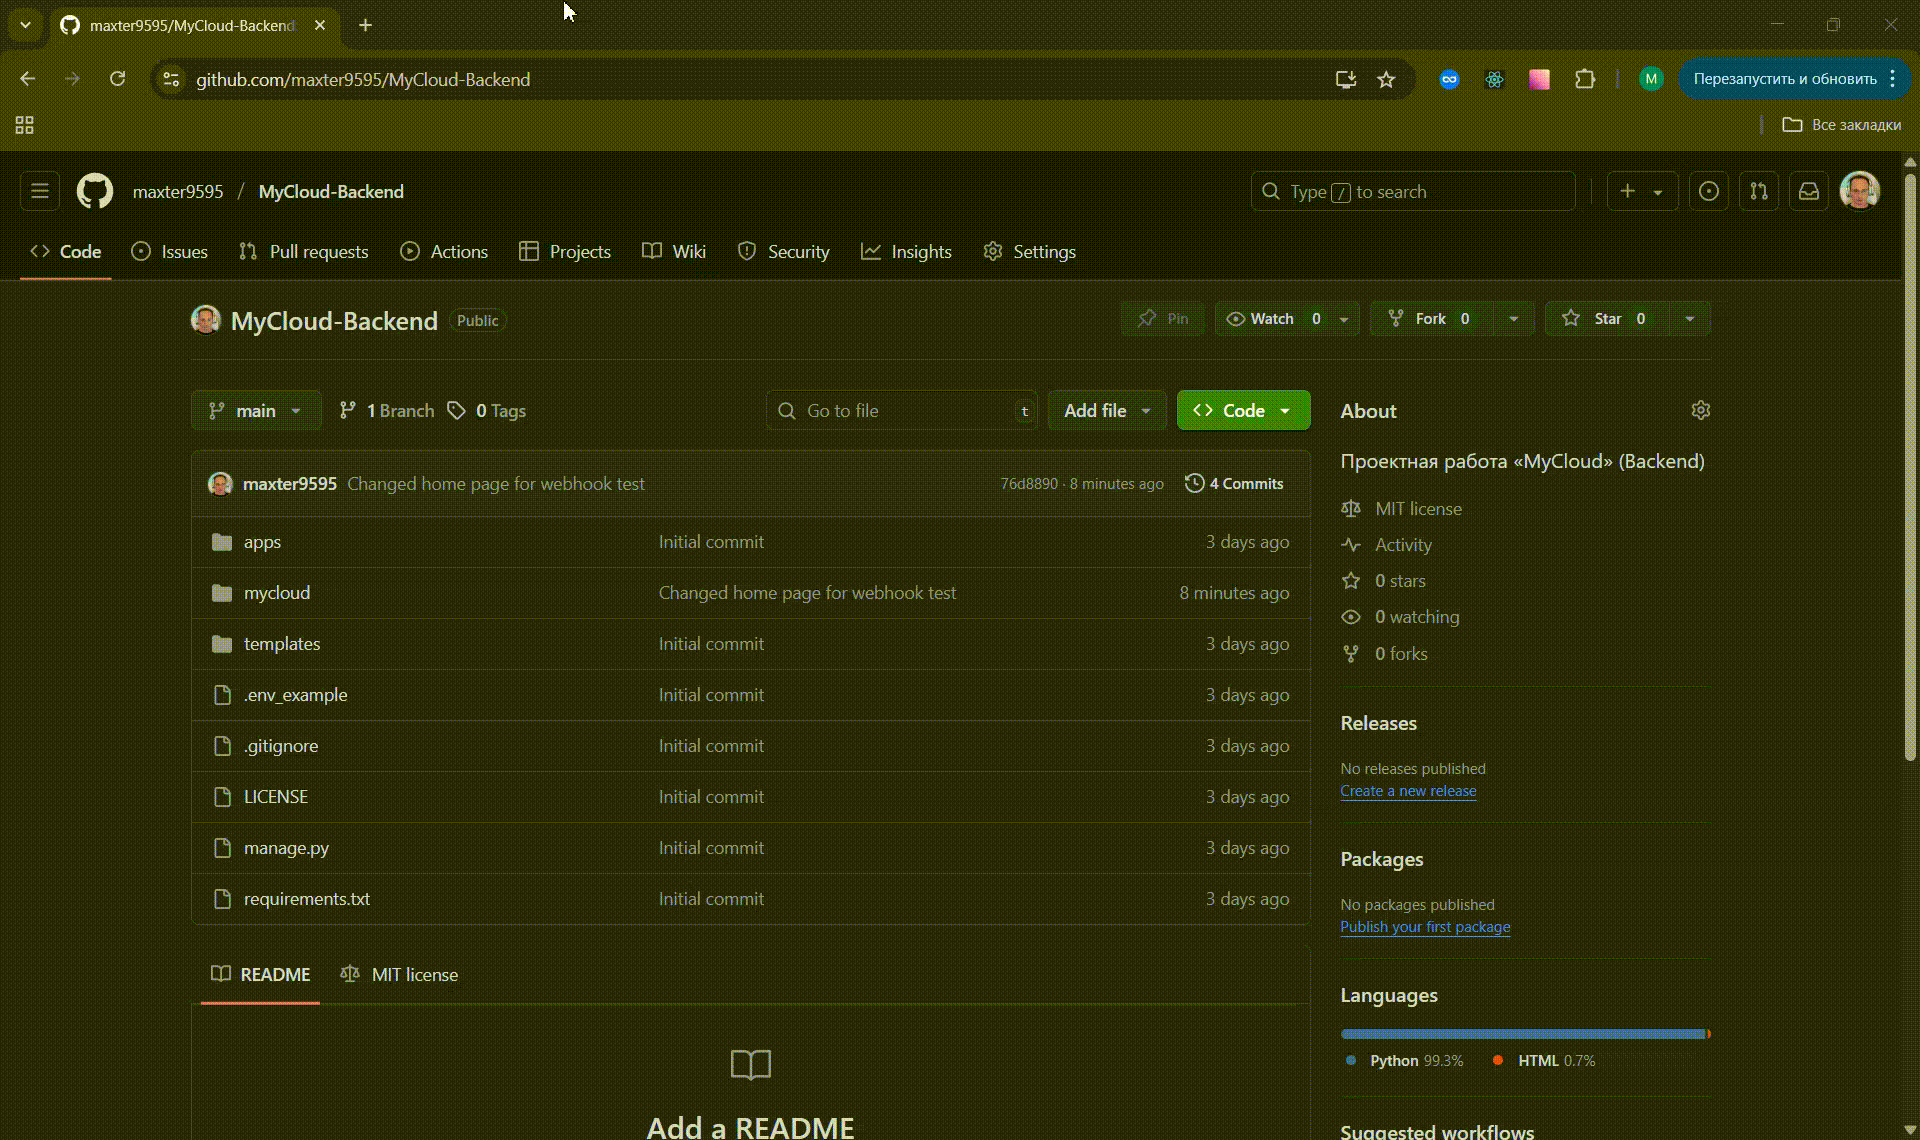 maxter9595/MyCloud-Backend
github.com/maxter9595/MyCloud-Backend
M
Перезапустить и обновить
Все закладки
maxter9595 / MyCloud-Backend
Type / to search
Code Issues Pull requests Actions Projects Wiki Security Insights Settings
MyCloud-Backend Public
Pin Watch 0 Fork 0 Star 0
main 1 Branch 0 Tags Go to file t Add file Code
maxter9595 Changed home page for webhook test 76d8890 · 8 minutes ago 4 Commits
apps Initial commit 3 days ago
mycloud Changed home page for webhook test 8 minutes ago
templates Initial commit 3 days ago
.env_example Initial commit 3 days ago
.gitignore Initial commit 3 days ago
LICENSE Initial commit 3 days ago
manage.py Initial commit 3 days ago
requirements.txt Initial commit 3 days ago
README MIT license
Add a README
About
Проектная работа «MyCloud» (Backend)
MIT license
Activity
0 stars
0 watching
0 forks
Releases
No releases published
Create a new release
Packages
No packages published
Publish your first package
Languages
Python 99.3% HTML 0.7%
Suggested workflows